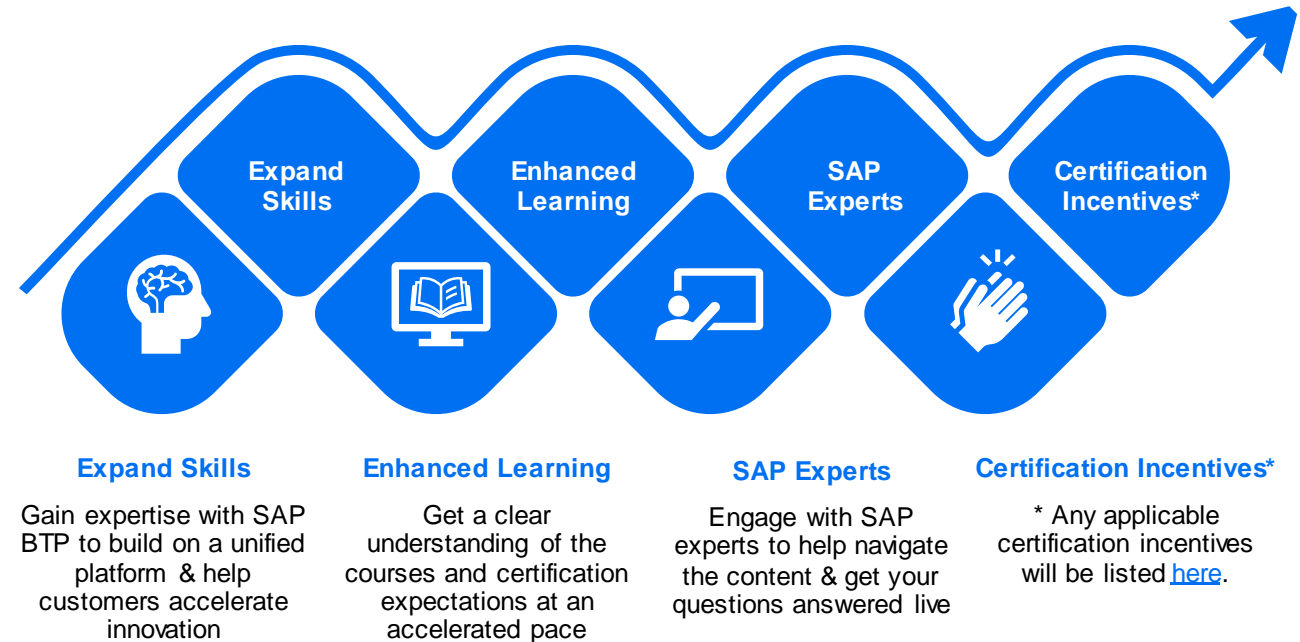 Expand
Skills
Enhanced
Learning
SAP
Experts
Certification
Incentives*
Expand Skills
Gain expertise with SAP
BTP to build on a unified
platform & help
customers accelerate
innovation
Enhanced Learning
Get a clear
understanding of the
courses and certification
expectations at an
accelerated pace
SAP Experts
Engage with SAP
experts to help navigate
the content & get your
questions answered live
Certification Incentives*
* Any applicable
certification incentives
will be listed here.